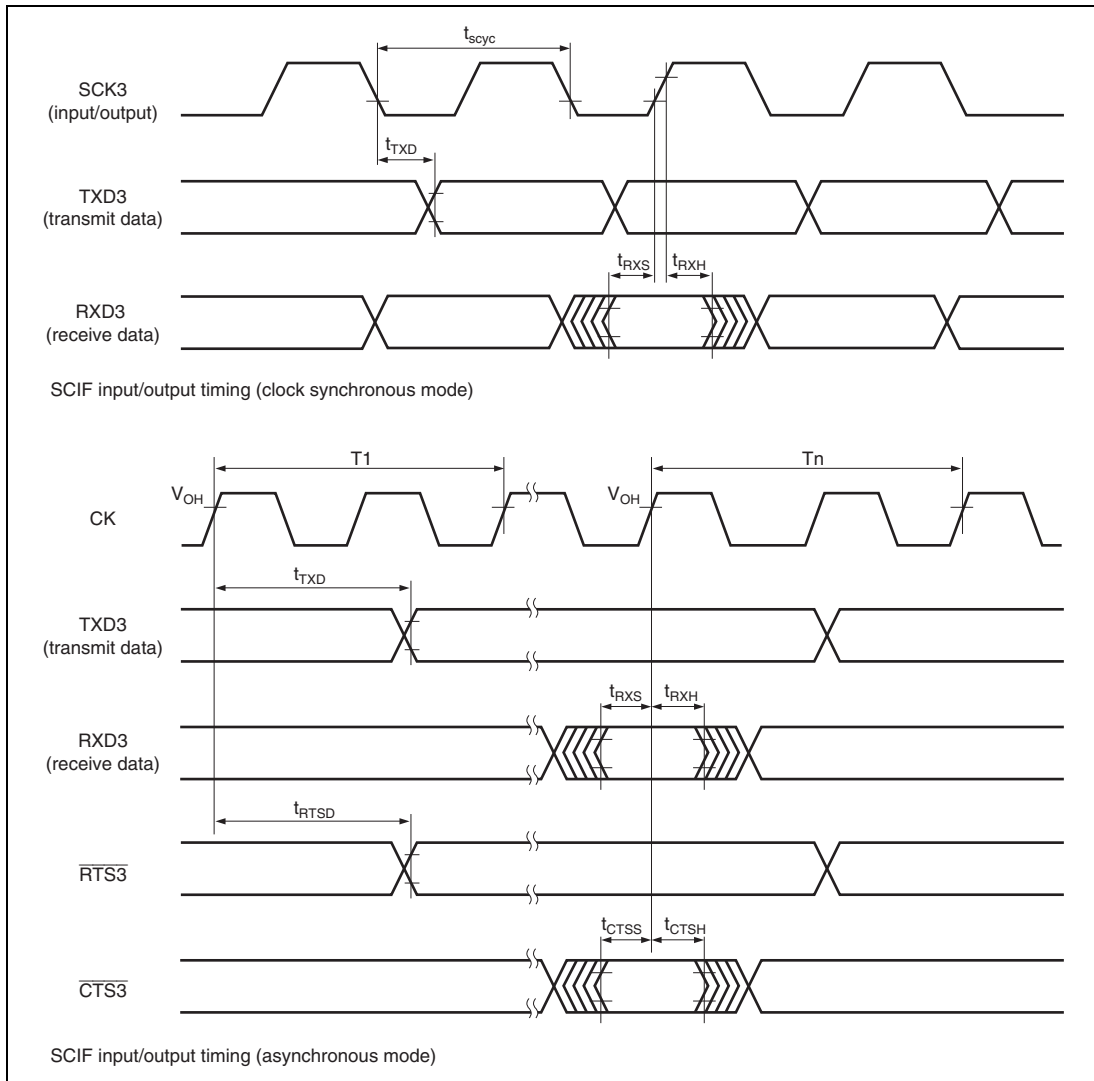 tscyc
SCK3
(input/output)
tTXD
TXD3
(transmit data)
tRXS
tRXH
RXD3
(receive data)
SCIF input/output timing (clock synchronous mode)
T1
Tn
VOH
VOH
CK
tTXD
TXD3
(transmit data)
tRXS
tRXH
RXD3
(receive data)
tRTSD
RTS3
tCTSS
tCTSH
CTS3
SCIF input/output timing (asynchronous mode)